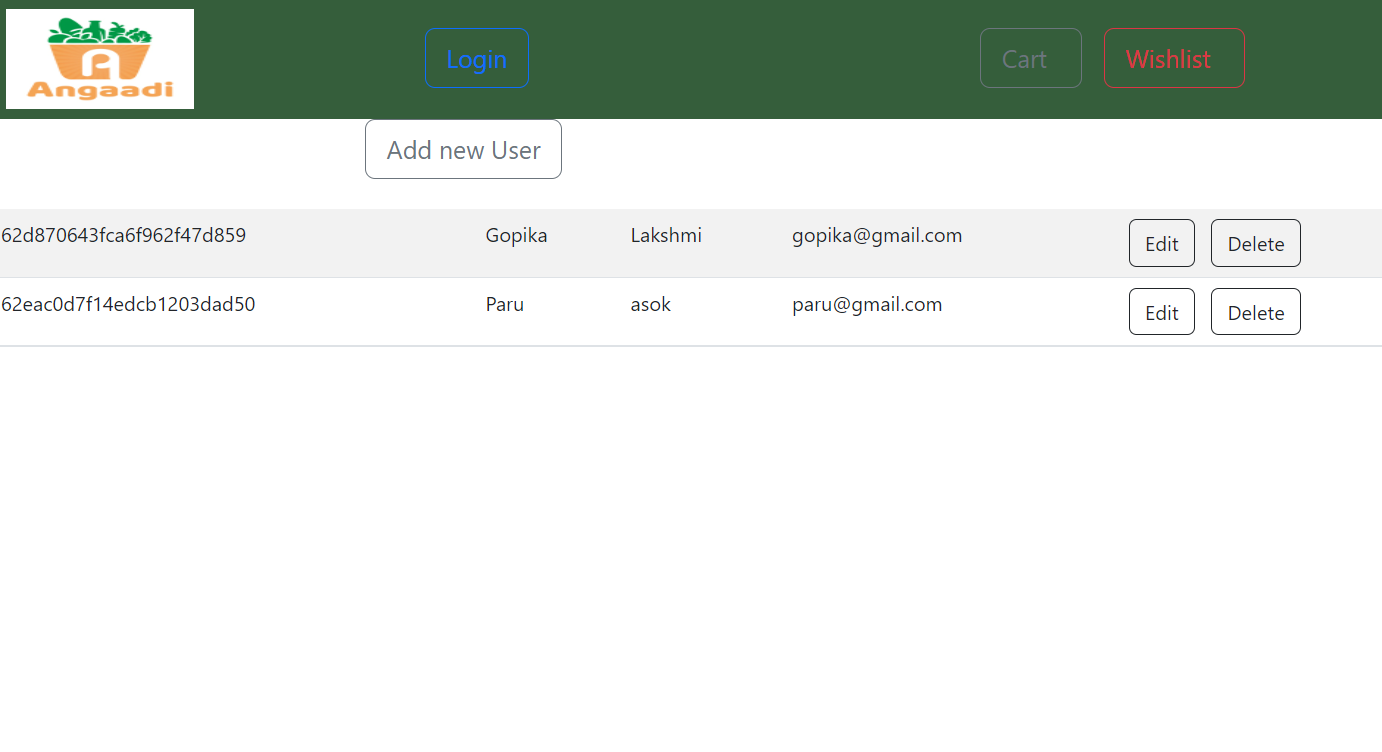 Angaadi
Login Cart Wishlist
Add new User
62d870643fca6f962f47d859 Gopika Lakshmi gopika@gmail.com Edit Delete
62eac0d7f14edcb1203dad50 Paru asok paru@gmail.com Edit Delete